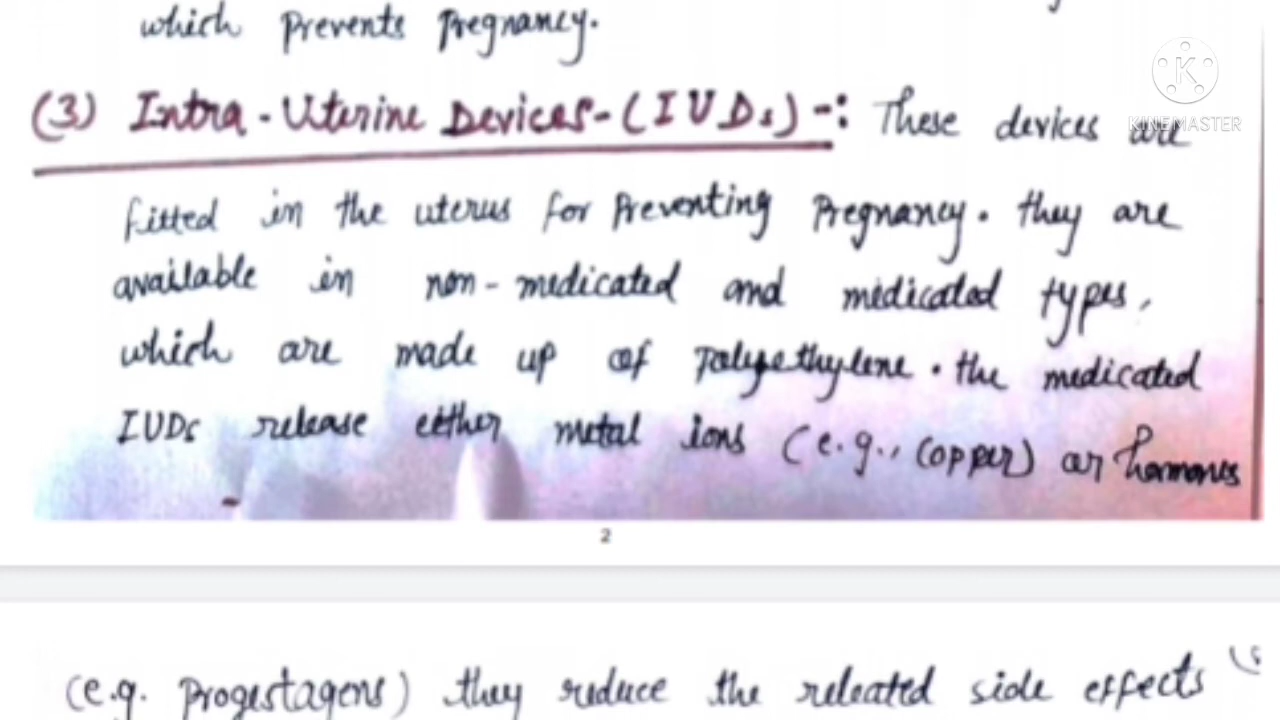 which prevents pregnancy.
(3) Intra-Uterine Devices-(IUDs)-: These devices are
KINEMASTER
fitted in the uterus for preventing pregnancy. they are
available in non-medicated and medicated types,
which are made up of Polyethylene. the medicated
IUDs release either metal ions (e.g., copper) or hormones
2
(e.g. progestagens) they reduce the releated side effects